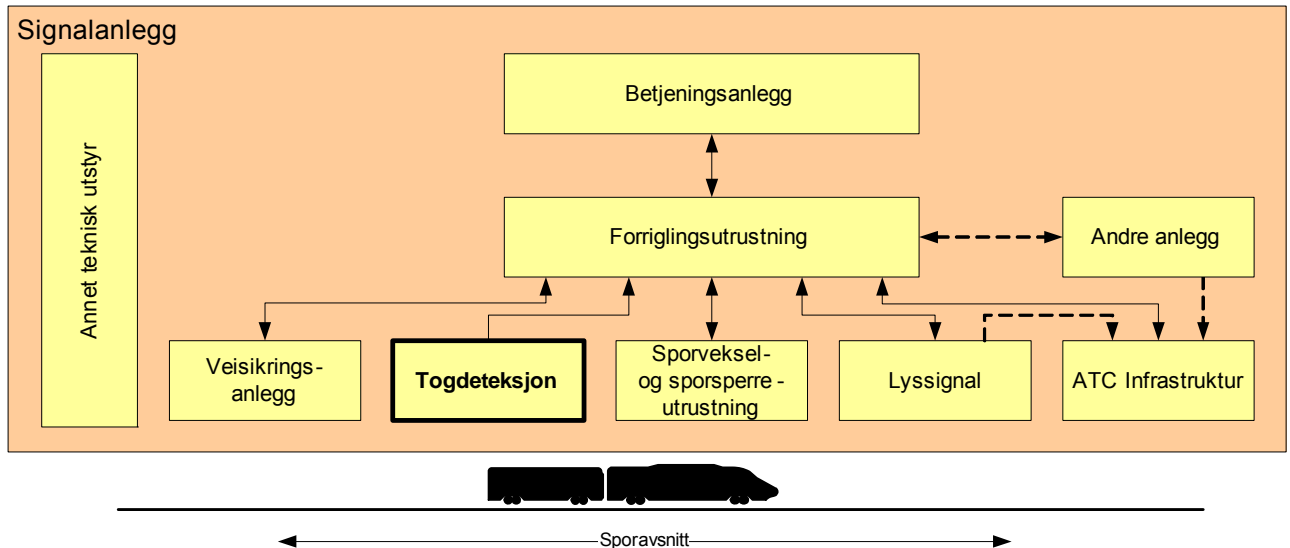 Signalanlegg
Annet teknisk utstyr
Betjeningsanlegg
Forriglingsutrustning
Andre anlegg
Veisikrings-
anlegg
Togdeteksjon
Sporveksel-
og sporsperre -
utrustning
Lyssignal
ATC Infrastruktur
Sporavsnitt